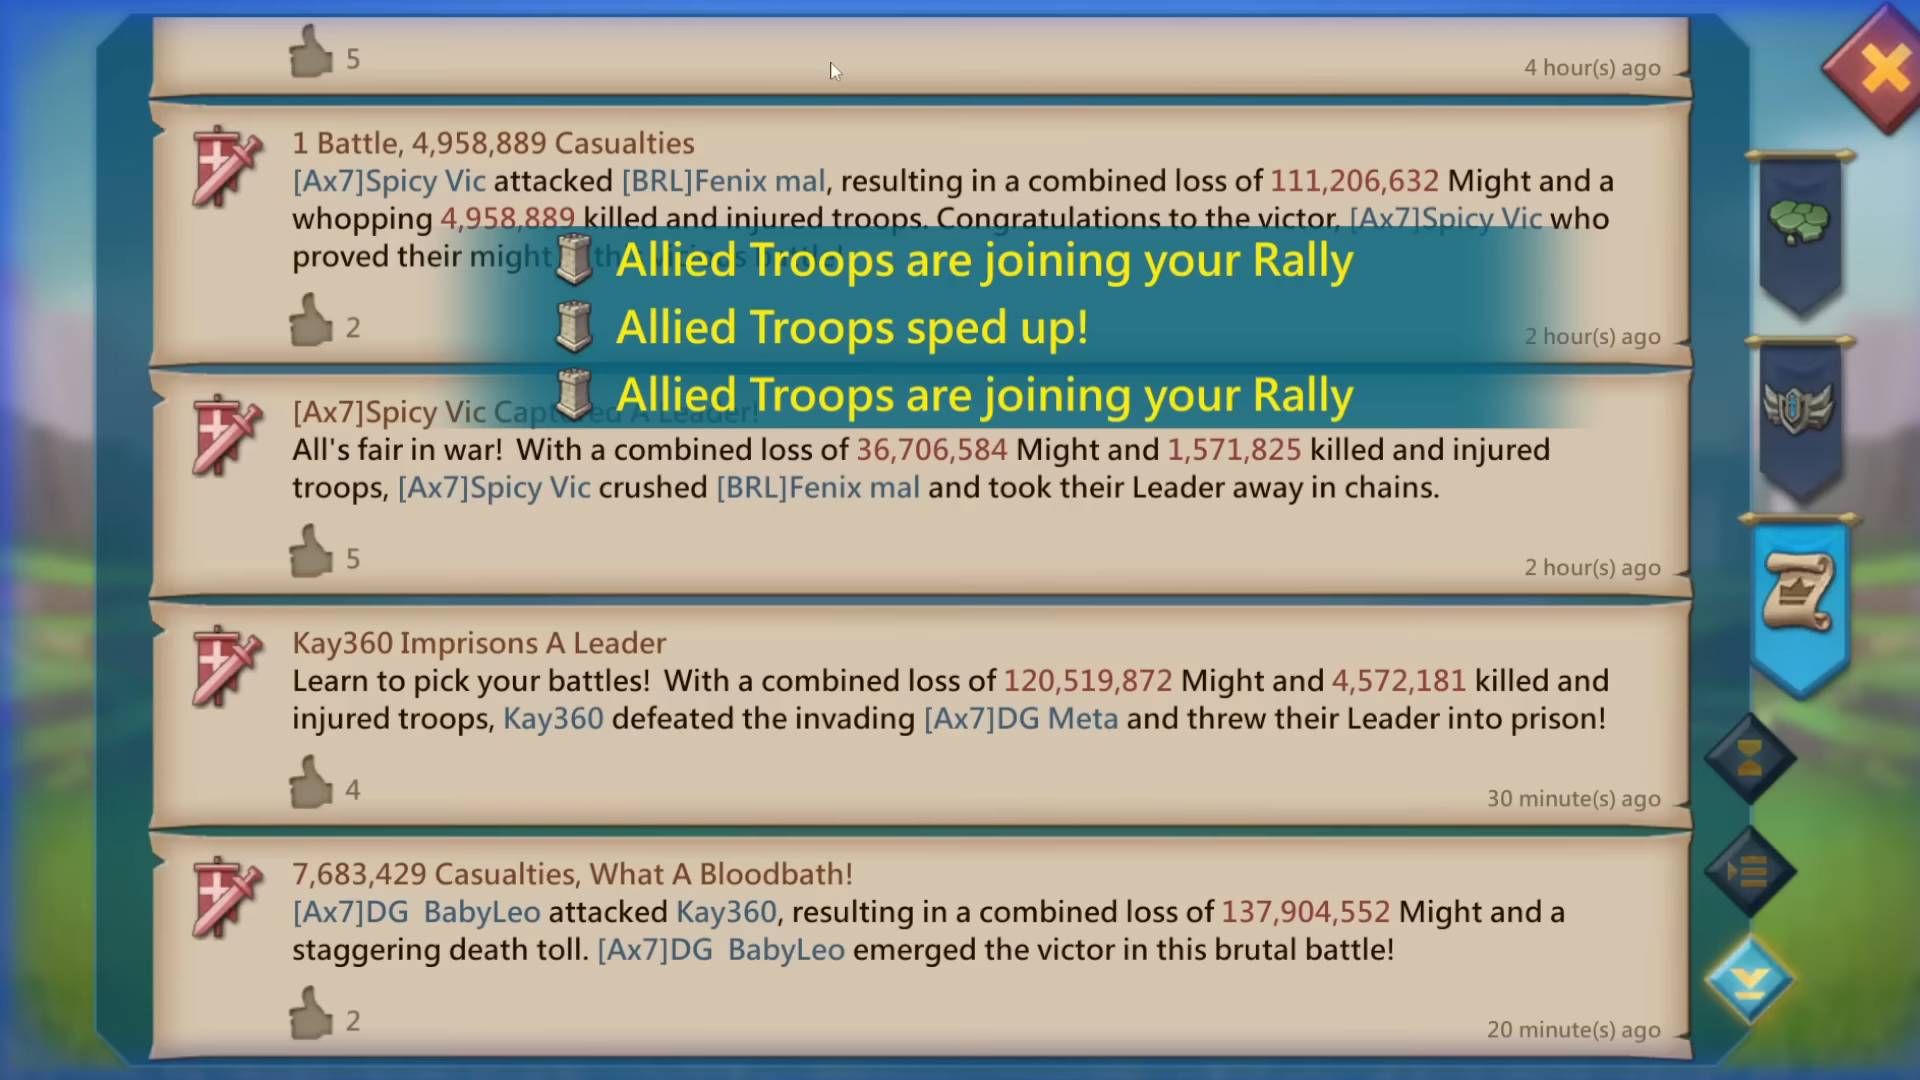 5
4 hour(s) ago
1 Battle, 4,958,889 Casualties
[Ax7]Spicy Vic attacked [BRL]Fenix mal, resulting in a combined loss of 111,206,632 Might and a
whopping 4,958,889 killed and injured troops. Congratulations to the victor, [Ax7]Spicy Vic who
proved their might
Allied Troops are joining your Rally
Allied Troops sped up!
2
2 hour(s) ago
Allied Troops are joining your Rally
[Ax7]Spicy Vic Captured A Leader!
All's fair in war! With a combined loss of 36,706,584 Might and 1,571,825 killed and injured
troops, [Ax7]Spicy Vic crushed [BRL]Fenix mal and took their Leader away in chains.
5
2 hour(s) ago
Kay360 Imprisons A Leader
Learn to pick your battles! With a combined loss of 120,519,872 Might and 4,572,181 killed and
injured troops, Kay360 defeated the invading [Ax7]DG Meta and threw their Leader into prison!
4
30 minute(s) ago
7,683,429 Casualties, What A Bloodbath!
[Ax7]DG BabyLeo attacked Kay360, resulting in a combined loss of 137,904,552 Might and a
staggering death toll. [Ax7]DG BabyLeo emerged the victor in this brutal battle!
2
20 minute(s) ago